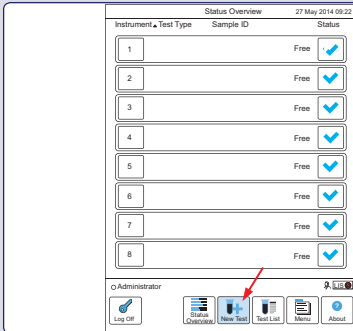 Status Overview 27 May 2014 09:22
Instrument Test Type Sample ID Status
1 Free
2 Free
3 Free
4 Free
5 Free
6 Free
7 Free
8 Free
Administrator LIS
Log Off Status Overview New Test Test List Menu ? About